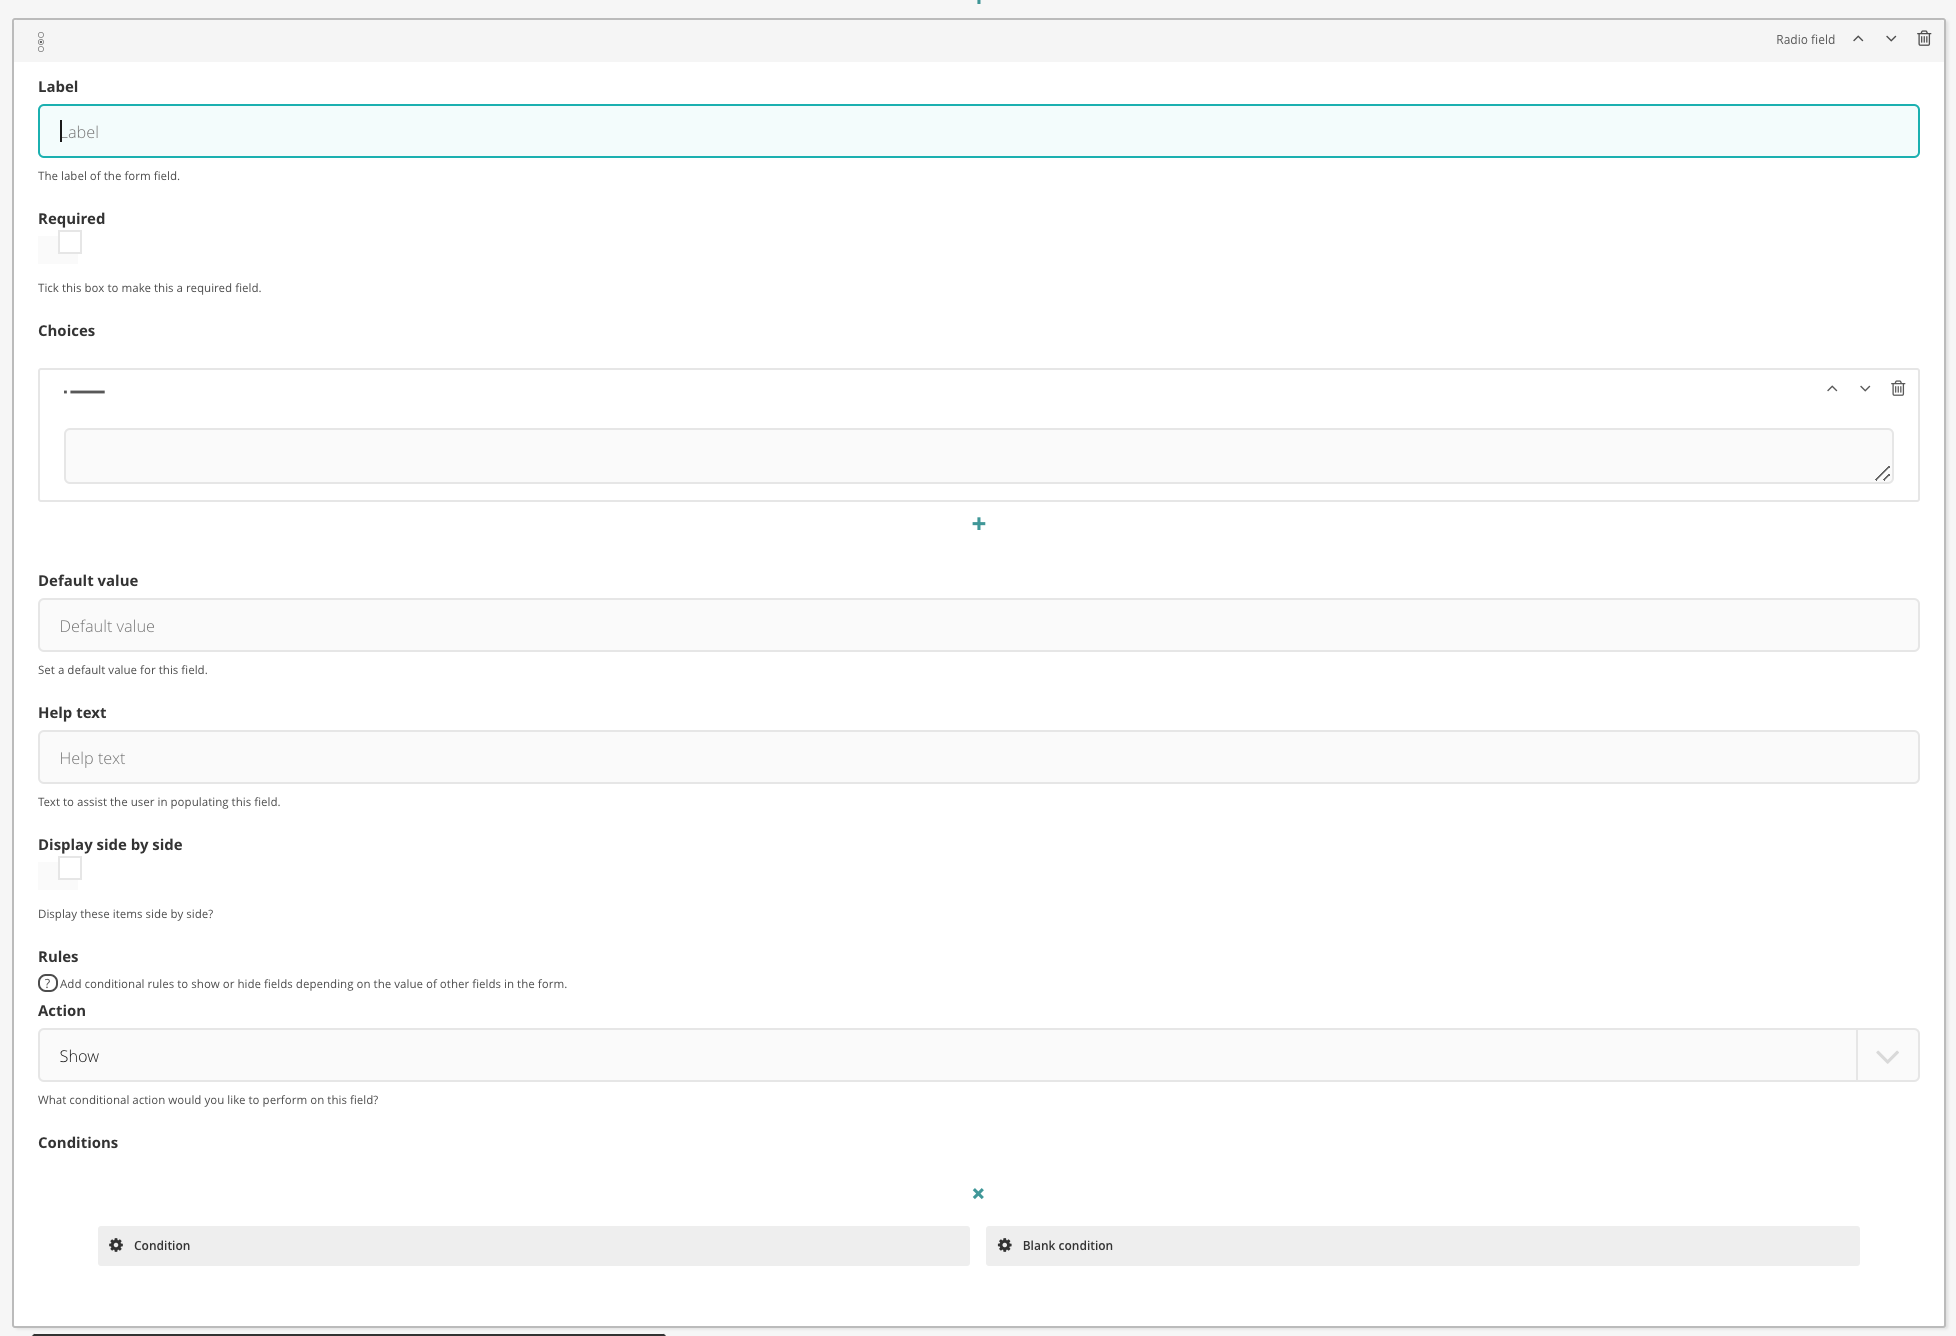 Radio field
Label
Label
The label of the form field.
Required
Tick this box to make this a required field.
Choices
Default value
Default value
Set a default value for this field.
Help text
Help text
Text to assist the user in populating this field.
Display side by side
Display these items side by side?
Rules
? Add conditional rules to show or hide fields depending on the value of other fields in the form.
Action
Show
What conditional action would you like to perform on this field?
Conditions
Condition
Blank condition